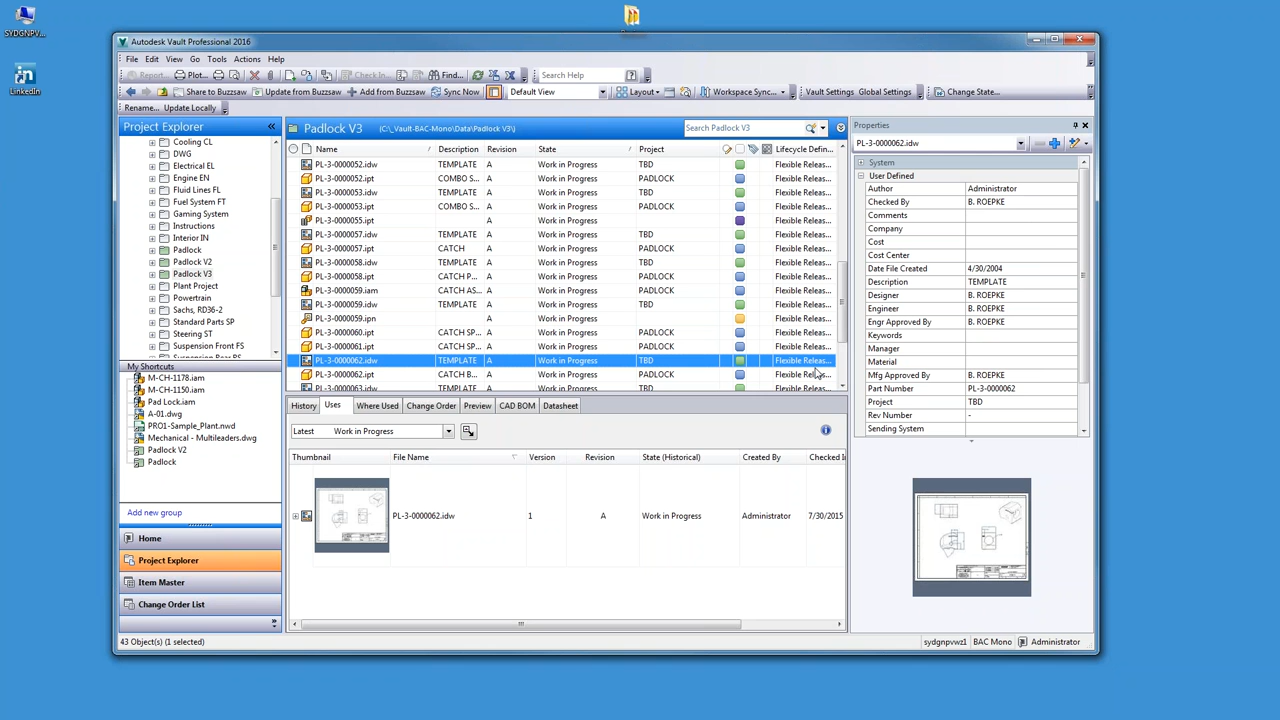 SYDGNPV...
LinkedIn
Autodesk Vault Professional 2016
File Edit View Go Tools Actions Help
Report... Plot... Check In... Find... Search Help
Share to Buzzsaw Update from Buzzsaw Add from Buzzsaw Sync Now Default View Layout Workspace Sync... Vault Settings Global Settings Change State...
Rename... Update Locally
Project Explorer
Cooling CL
DWG
Electrical EL
Engine EN
Fluid Lines FL
Fuel System FT
Gaming System
Instructions
Interior IN
Padlock
Padlock V2
Padlock V3
Plant Project
Powertrain
Sachs, RD36-2
Standard Parts SP
Steering ST
Suspension Front FS
Suspension Rear RS
My Shortcuts
M-CH-1178.iam
M-CH-1150.iam
Pad Lock.iam
A-01.dwg
PRO1-Sample_Plant.nwd
Mechanical - Multileaders.dwg
Padlock V2
Padlock
Add new group
Home
Project Explorer
Item Master
Change Order List
Padlock V3 (C:\_Vault-BAC-Mono\Data\Padlock V3\) Search Padlock V3
Name Description Revision State Project Lifecycle Defin...
PL-3-0000052.idw TEMPLATE A Work in Progress TBD Flexible Releas...
PL-3-0000052.ipt COMBO S... A Work in Progress PADLOCK Flexible Releas...
PL-3-0000053.idw TEMPLATE A Work in Progress TBD Flexible Releas...
PL-3-0000053.ipt COMBO S... A Work in Progress PADLOCK Flexible Releas...
PL-3-0000055.ipt A Work in Progress Flexible Releas...
PL-3-0000057.idw TEMPLATE A Work in Progress TBD Flexible Releas...
PL-3-0000057.ipt CATCH A Work in Progress PADLOCK Flexible Releas...
PL-3-0000058.idw TEMPLATE A Work in Progress TBD Flexible Releas...
PL-3-0000058.ipt CATCH P... A Work in Progress PADLOCK Flexible Releas...
PL-3-0000059.iam CATCH A... A Work in Progress PADLOCK Flexible Releas...
PL-3-0000059.idw TEMPLATE A Work in Progress TBD Flexible Releas...
PL-3-0000059.ipn A Work in Progress Flexible Releas...
PL-3-0000060.ipt CATCH SP... A Work in Progress PADLOCK Flexible Releas...
PL-3-0000061.ipt CATCH SP... A Work in Progress PADLOCK Flexible Releas...
PL-3-0000062.idw TEMPLATE A Work in Progress TBD Flexible Releas...
PL-3-0000062.ipt CATCH B... A Work in Progress PADLOCK Flexible Releas...
PL-3-0000063.idw TEMPLATE A Work in Progress TBD Flexible Releas...
History Uses Where Used Change Order Preview CAD BOM Datasheet
Latest Work in Progress
Thumbnail File Name Version Revision State (Historical) Created By Checked In
PL-3-0000062.idw 1 A Work in Progress Administrator 7/30/2015
Properties
PL-3-0000062.idw
System
User Defined
Author Administrator
Checked By B. ROEPKE
Comments
Company
Cost
Cost Center
Date File Created 4/30/2004
Description TEMPLATE
Designer B. ROEPKE
Engineer B. ROEPKE
Engr Approved By B. ROEPKE
Keywords
Manager
Material
Mfg Approved By B. ROEPKE
Part Number PL-3-0000062
Project TBD
Rev Number -
Sending System
43 Object(s) (1 selected) sydgnpvwz1 BAC Mono Administrator